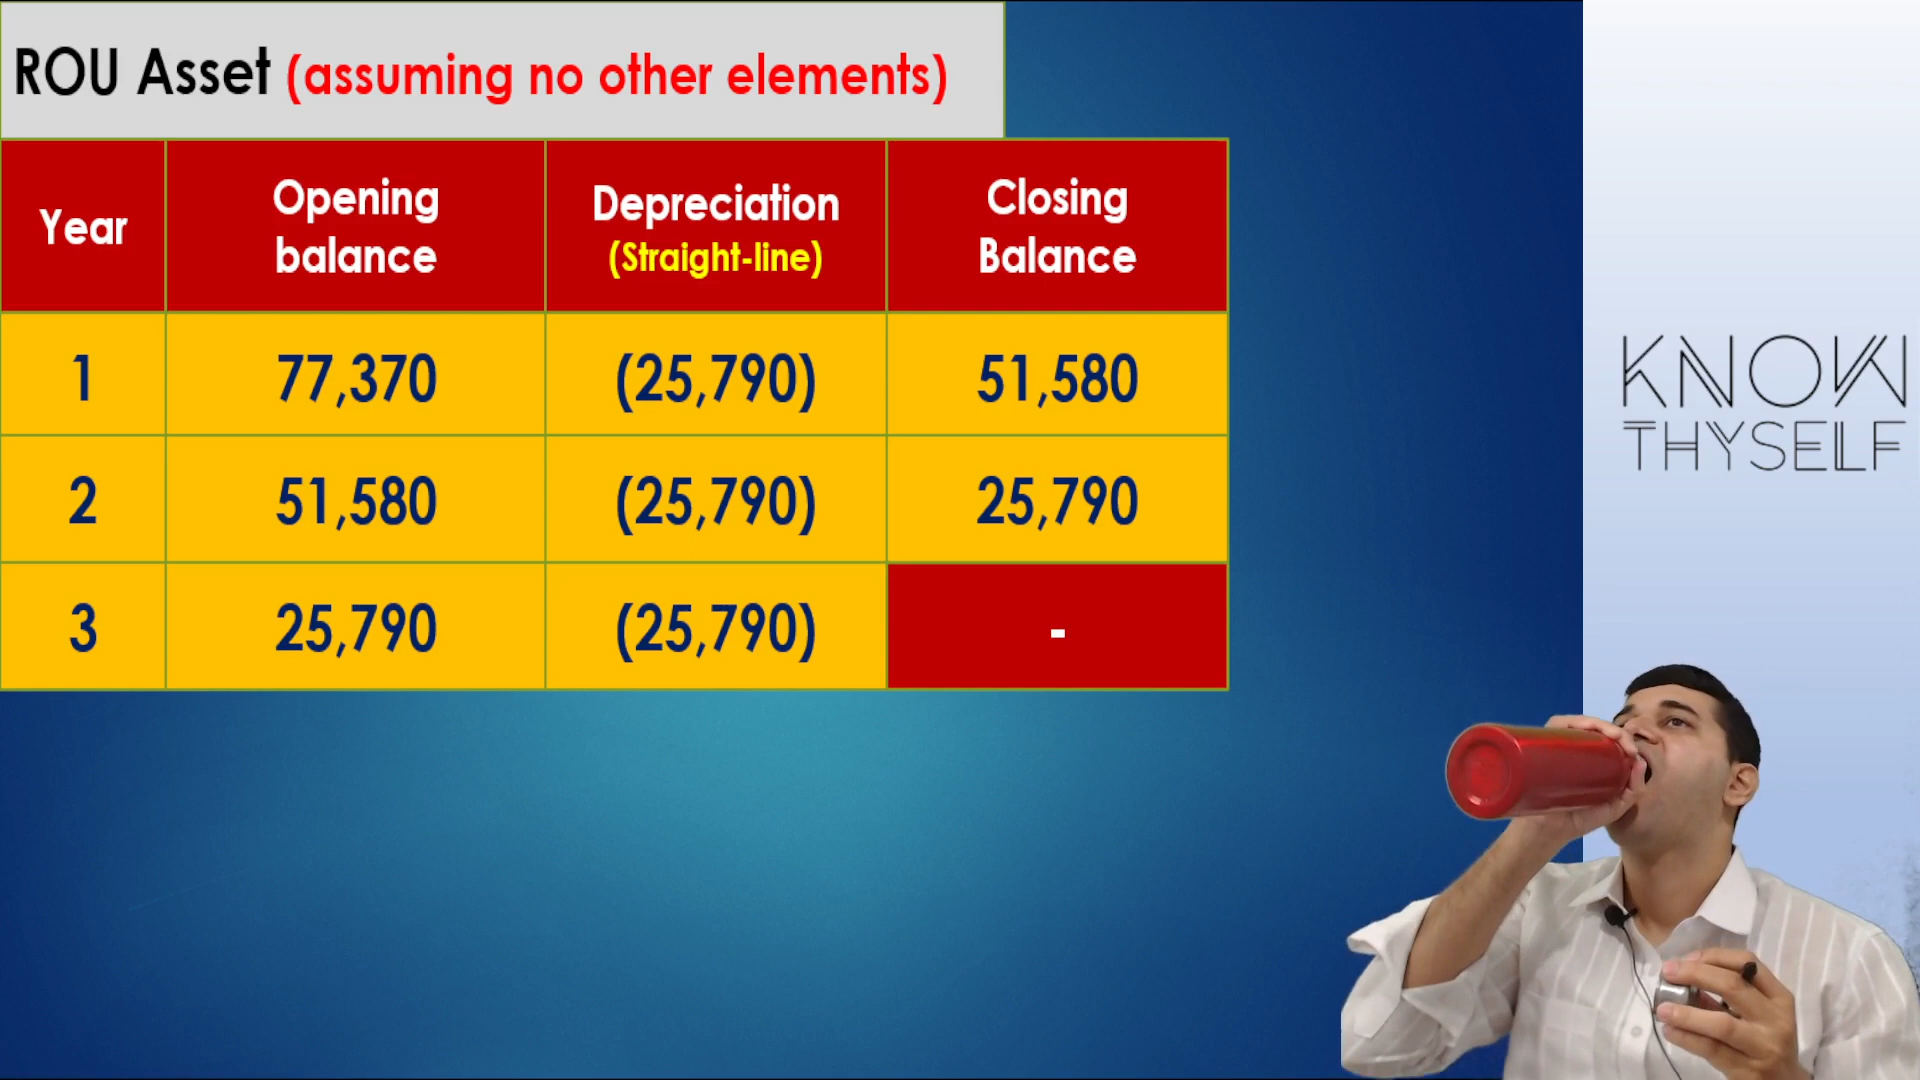 ROU Asset (assuming no other elements)
Year
Opening
balance
Depreciation
(Straight-line)
Closing
Balance
1 77,370 (25,790) 51,580
2 51,580 (25,790) 25,790
3 25,790 (25,790) -
KNOW
THYSELF